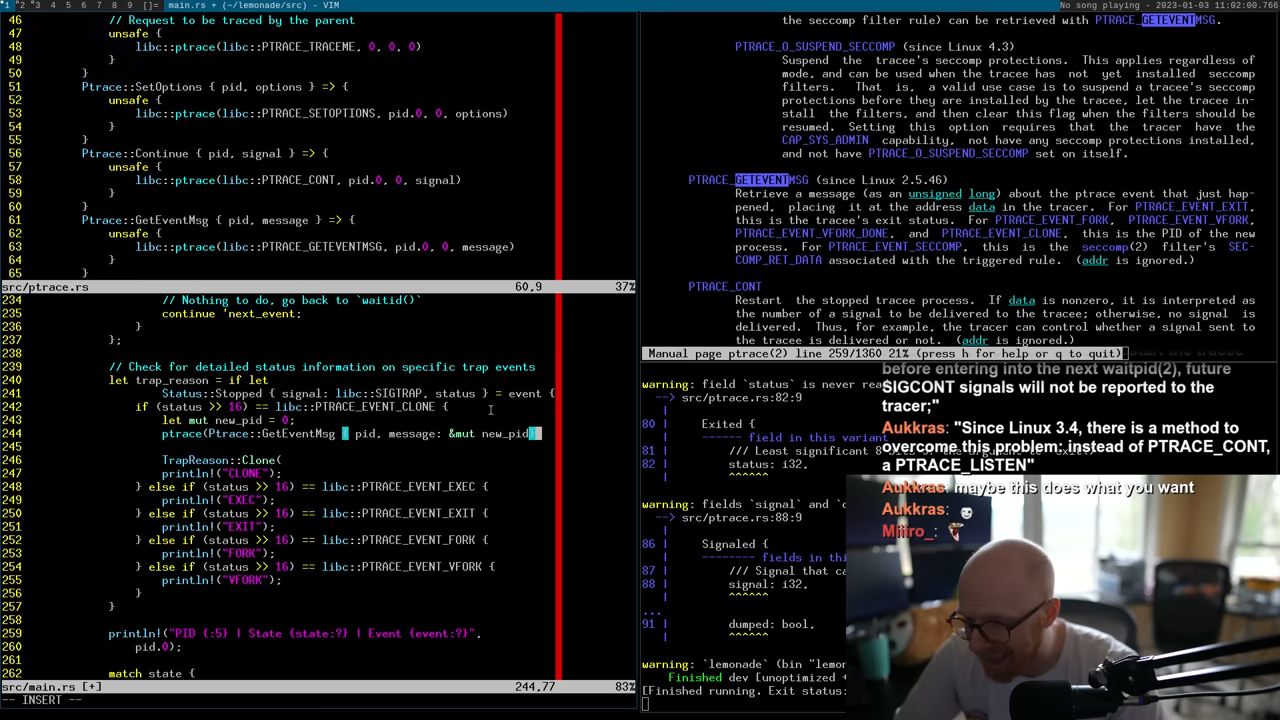 1 2 3 4 5 6 7 8 9 []= main.rs + (~/lemonade/src) - VIM
No song playing - 2023-01-03 11:02:00.766
46 // Request to be traced by the parent
47 unsafe {
48 libc::ptrace(libc::PTRACE_TRACEME, 0, 0, 0)
49 }
50 }
51 Ptrace::SetOptions { pid, options } => {
52 unsafe {
53 libc::ptrace(libc::PTRACE_SETOPTIONS, pid.0, 0, options)
54 }
55 }
56 Ptrace::Continue { pid, signal } => {
57 unsafe {
58 libc::ptrace(libc::PTRACE_CONT, pid.0, 0, signal)
59 }
60 }
61 Ptrace::GetEventMsg { pid, message } => {
62 unsafe {
63 libc::ptrace(libc::PTRACE_GETEVENTMSG, pid.0, 0, message)
64 }
65 }
src/ptrace.rs 60,9 37%
234 // Nothing to do, go back to `waitid()`
235 continue 'next_event;
236 }
237 };
238
239 // Check for detailed status information on specific trap events
240 let trap_reason = if let
241 Status::Stopped { signal: libc::SIGTRAP, status } = event {
242 if (status >> 16) == libc::PTRACE_EVENT_CLONE {
243 let mut new_pid = 0;
244 ptrace(Ptrace::GetEventMsg { pid, message: &mut new_pid}
245
246 TrapReason::Clone(
247 println!("CLONE");
248 } else if (status >> 16) == libc::PTRACE_EVENT_EXEC {
249 println!("EXEC");
250 } else if (status >> 16) == libc::PTRACE_EVENT_EXIT {
251 println!("EXIT");
252 } else if (status >> 16) == libc::PTRACE_EVENT_FORK {
253 println!("FORK");
254 } else if (status >> 16) == libc::PTRACE_EVENT_VFORK {
255 println!("VFORK");
256 }
257 }
258
259 println!("PID {:5} | State {state:?} | Event {event:?}",
260 pid.0);
261
262 match state {
src/main.rs [+] 244,77 83%
-- INSERT --
the seccomp filter rule) can be retrieved with PTRACE_GETEVENTMSG.
PTRACE_O_SUSPEND_SECCOMP (since Linux 4.3)
Suspend the tracee's seccomp protections. This applies regardless of
mode, and can be used when the tracee has not yet installed seccomp
filters. That is, a valid use case is to suspend a tracee's seccomp
protections before they are installed by the tracee, let the tracee in-
stall the filters, and then clear this flag when the filters should be
resumed. Setting this option requires that the tracer have the
CAP_SYS_ADMIN capability, not have any seccomp protections installed,
and not have PTRACE_O_SUSPEND_SECCOMP set on itself.
PTRACE_GETEVENTMSG (since Linux 2.5.46)
Retrieve a message (as an unsigned long) about the ptrace event that just hap-
pened, placing it at the address data in the tracer. For PTRACE_EVENT_EXIT,
this is the tracee's exit status. For PTRACE_EVENT_FORK, PTRACE_EVENT_VFORK,
PTRACE_EVENT_VFORK_DONE, and PTRACE_EVENT_CLONE, this is the PID of the new
process. For PTRACE_EVENT_SECCOMP, this is the seccomp(2) filter's SEC-
COMP_RET_DATA associated with the triggered rule. (addr is ignored.)
PTRACE_CONT
Restart the stopped tracee process. If data is nonzero, it is interpreted as
the number of a signal to be delivered to the tracee; otherwise, no signal is
delivered. Thus, for example, the tracer can control whether a signal sent to
the tracee is delivered or not. (addr is ignored.)
Manual page ptrace(2) line 259/1360 21% (press h for help or q to quit)
warning: field `status` is never rea
--> src/ptrace.rs:82:9
|
80 | Exited {
| ------ field in this variant
81 | /// Least significant 8
82 | status: i32,
| ^^^^^^
warning: fields `signal` and `c
--> src/ptrace.rs:88:9
|
86 | Signaled {
| -------- fields in thi
87 | /// Signal that ca
88 | signal: i32,
| ^^^^^^
...
91 | dumped: bool,
| ^^^^^^
warning: `lemonade` (bin "lemon
Finished dev [unoptimized +
[Finished running. Exit status:
before entering into the next waitpid(2), future
SIGCONT signals will not be reported to the
tracer;"
Aukkras: "Since Linux 3.4, there is a method to
overcome this problem: instead of PTRACE_CONT,
a PTRACE_LISTEN"
Aukkras: maybe this does what you want
Aukkras:
Miiiro_: